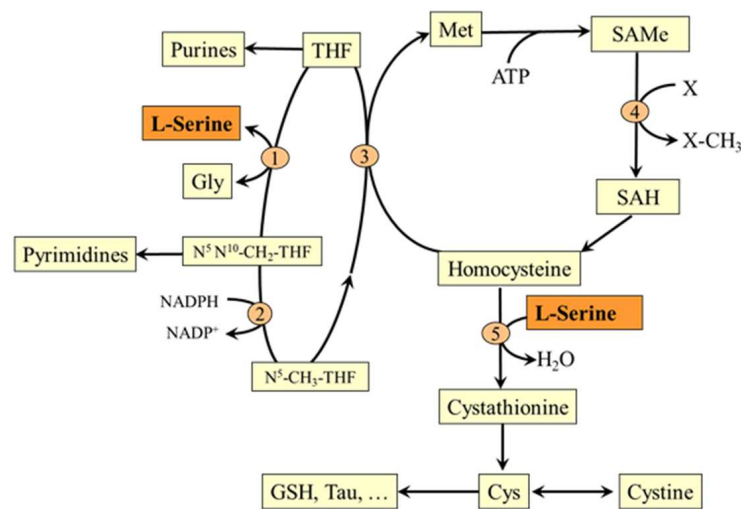 Purines
THF
Met
SAMe
ATP
X
4
X-CH₃
L-Serine
1
3
Gly
SAH
Pyrimidines
N⁵ N¹⁰-CH₂-THF
Homocysteine
NADPH
2
NADP⁺
L-Serine
5
H₂O
N⁵-CH₃-THF
Cystathionine
GSH, Tau, …
Cys
Cystine